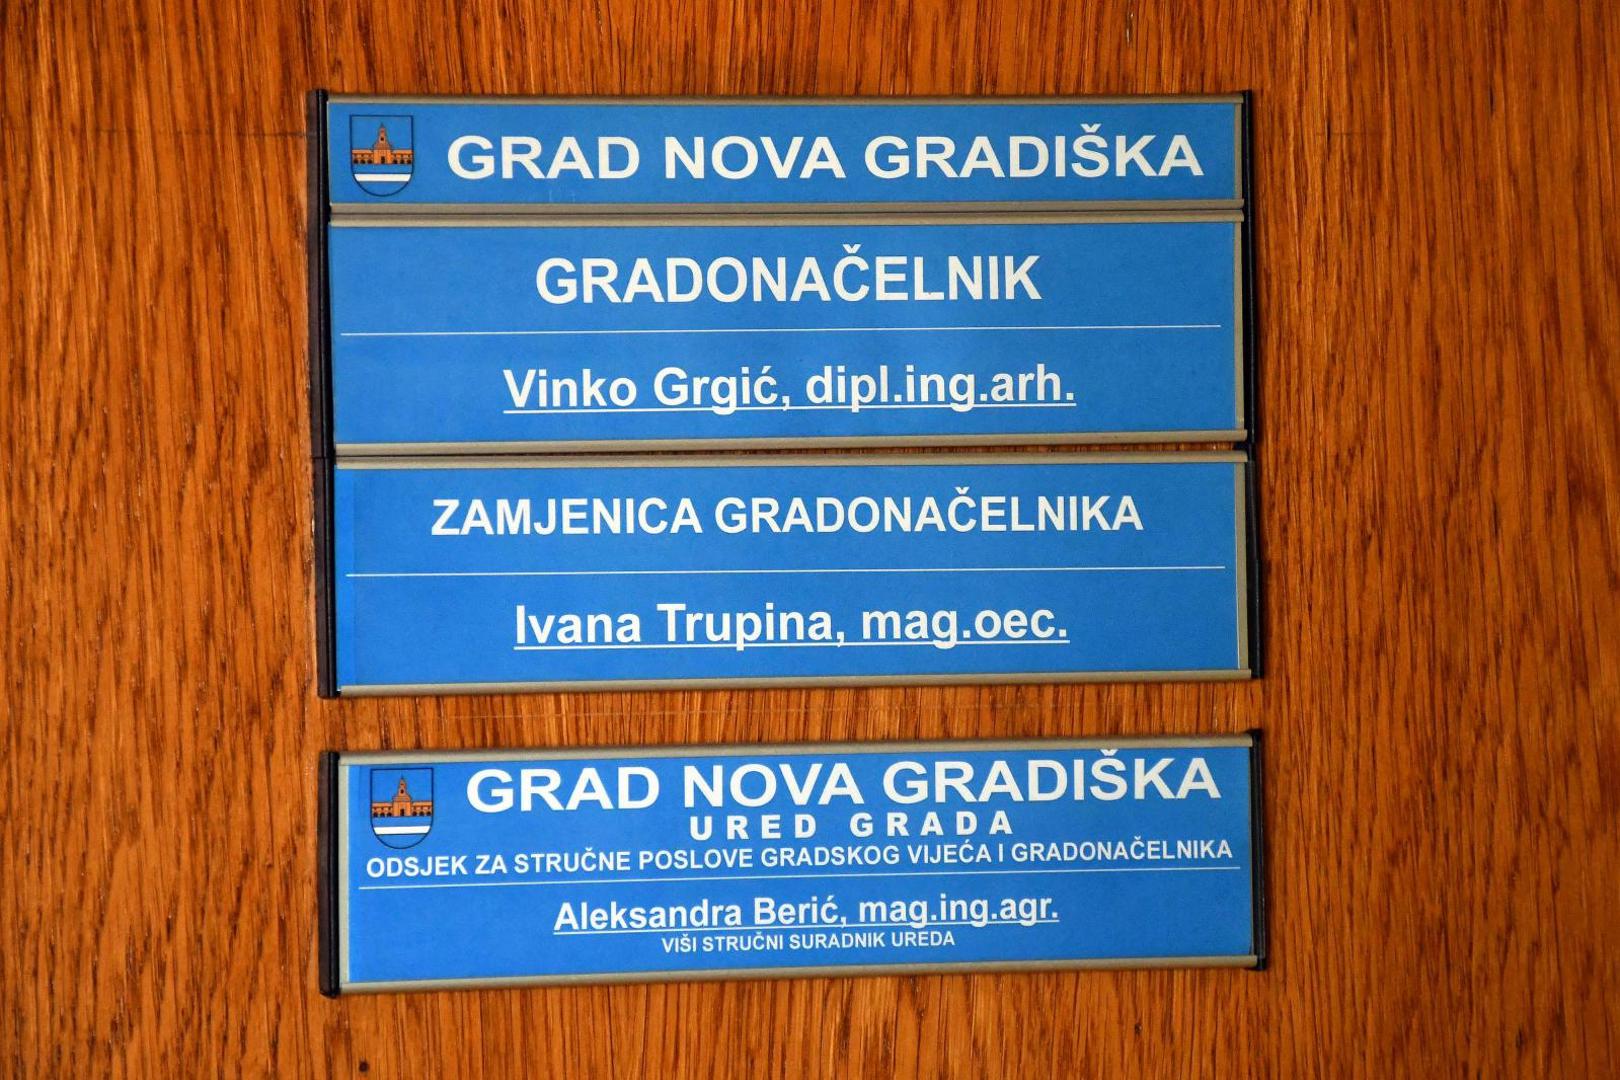 GRAD NOVA GRADIŠKA
GRADONAČELNIK
Vinko Grgić, dipl.ing.arh.
ZAMJENICA GRADONAČELNIKA
Ivana Trupina, mag.oec.
GRAD NOVA GRADIŠKA
URED GRADA
ODSJEK ZA STRUČNE POSLOVE GRADSKOG VIJEĆA I GRADONAČELNIKA
Aleksandra Berić, mag.ing.agr.
VIŠI STRUČNI SURADNIK UREDA